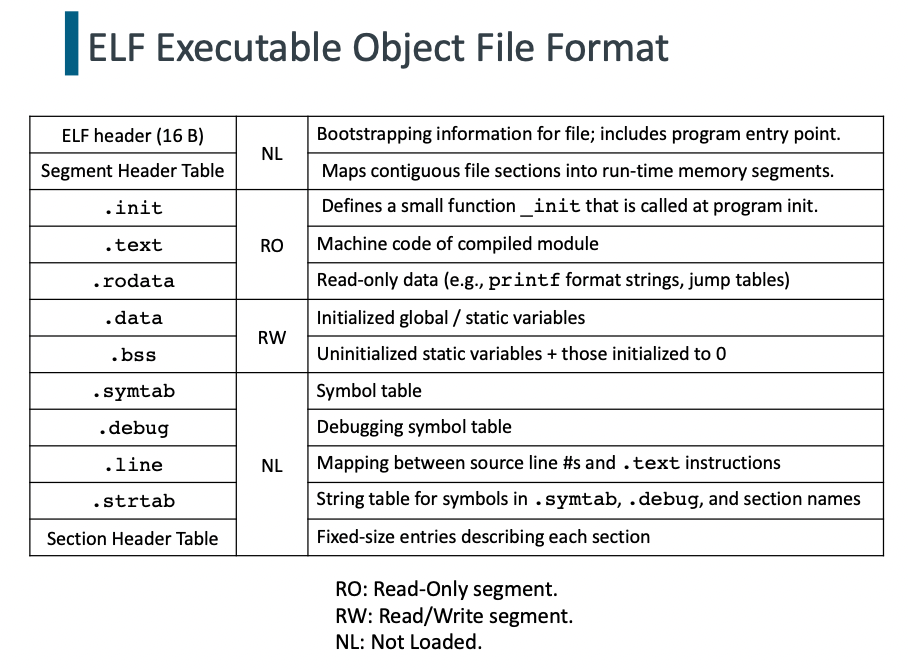 ELF Executable Object File Format
ELF header (16 B)
NL
Bootstrapping information for file; includes program entry point.
Segment Header Table
Maps contiguous file sections into run-time memory segments.
.init
RO
Defines a small function _init that is called at program init.
.text
Machine code of compiled module
.rodata
Read-only data (e.g., printf format strings, jump tables)
.data
RW
Initialized global / static variables
.bss
Uninitialized static variables + those initialized to 0
.symtab
NL
Symbol table
.debug
Debugging symbol table
.line
Mapping between source line #s and .text instructions
.strtab
String table for symbols in .symtab, .debug, and section names
Section Header Table
Fixed-size entries describing each section
RO: Read-Only segment.
RW: Read/Write segment.
NL: Not Loaded.